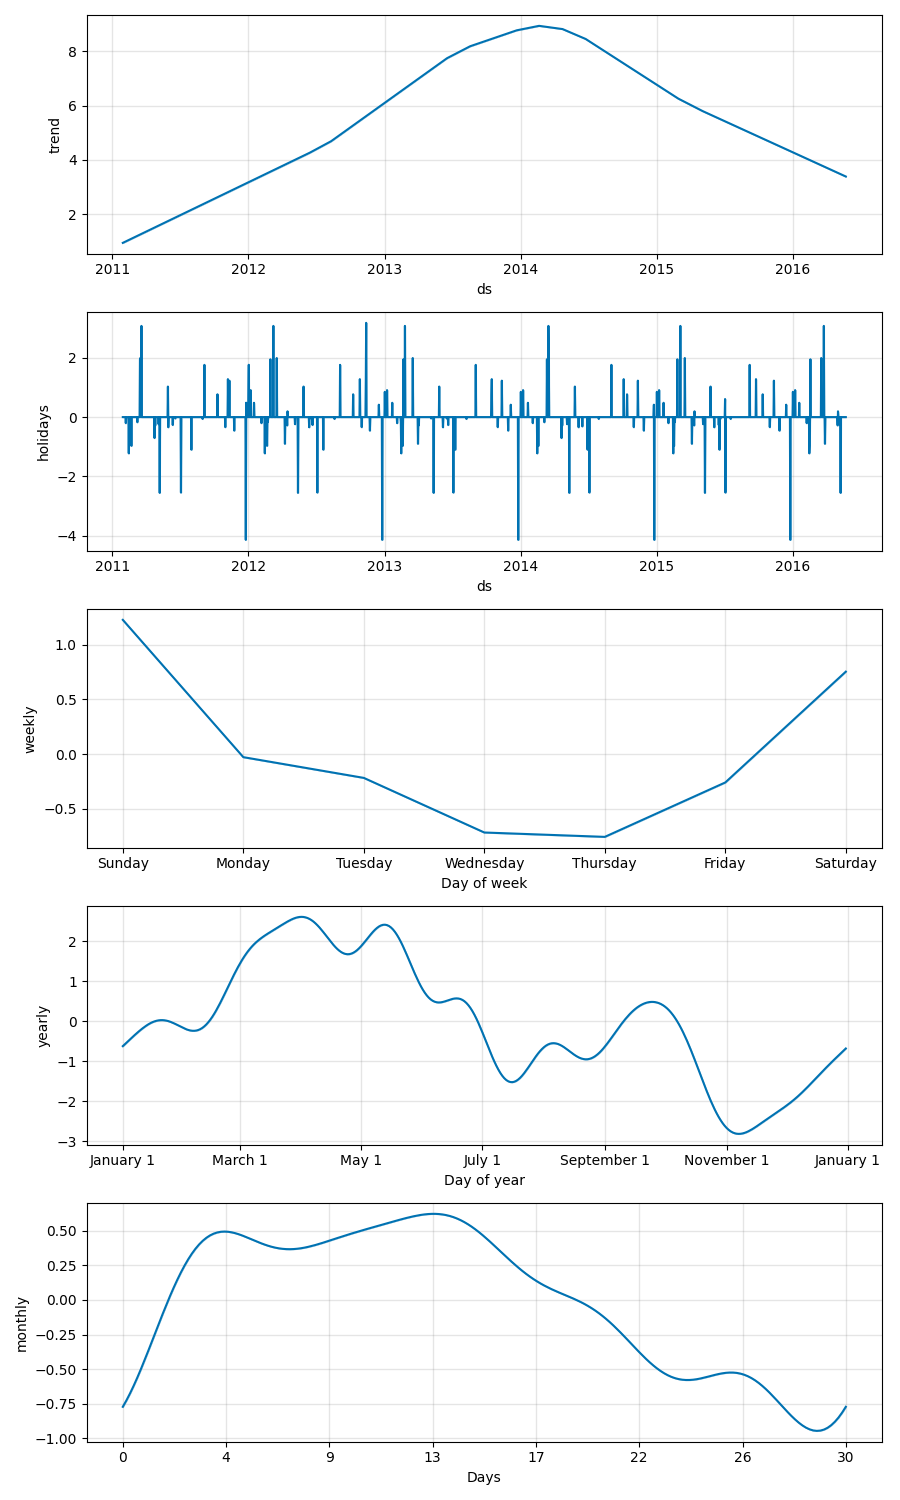 8
6
4
2
trend
2011 2012 2013 2014 2015 2016
ds
2
0
−2
−4
holidays
2011 2012 2013 2014 2015 2016
ds
1.0
0.5
0.0
−0.5
weekly
Sunday Monday Tuesday Wednesday Thursday Friday Saturday
Day of week
2
1
0
−1
−2
−3
yearly
January 1 March 1 May 1 July 1 September 1 November 1 January 1
Day of year
0.50
0.25
0.00
−0.25
−0.50
−0.75
−1.00
monthly
0 4 9 13 17 22 26 30
Days